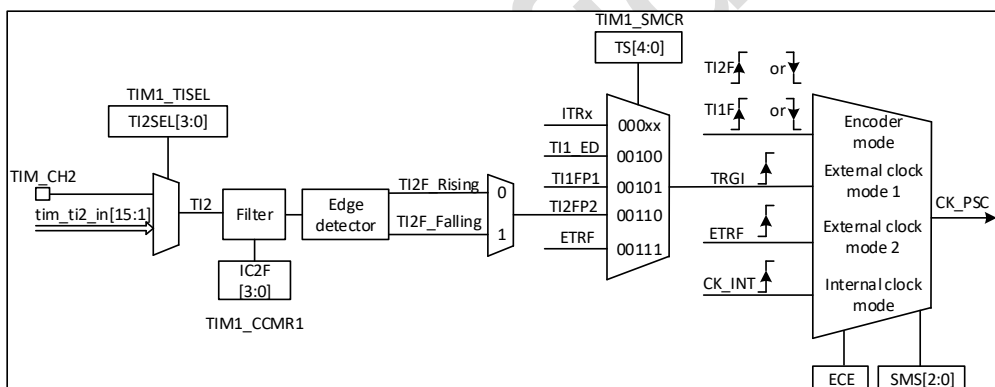 TIM1_SMCR
TS[4:0]
TI2F or
TIM1_TISEL
TI2SEL[3:0]
TI1F or
ITRx
000xx
Encoder
mode
TI1_ED
00100
TIM_CH2
TI2F_Rising
0
TI1FP1
00101
TRGI
External clock
mode 1
TI2
Filter
Edge
detector
tim_ti2_in[15:1]
TI2FP2
00110
CK_PSC
TI2F_Falling
1
ETRF
00111
ETRF
External clock
mode 2
IC2F
[3:0]
CK_INT
Internal clock
mode
TIM1_CCMR1
ECE
SMS[2:0]